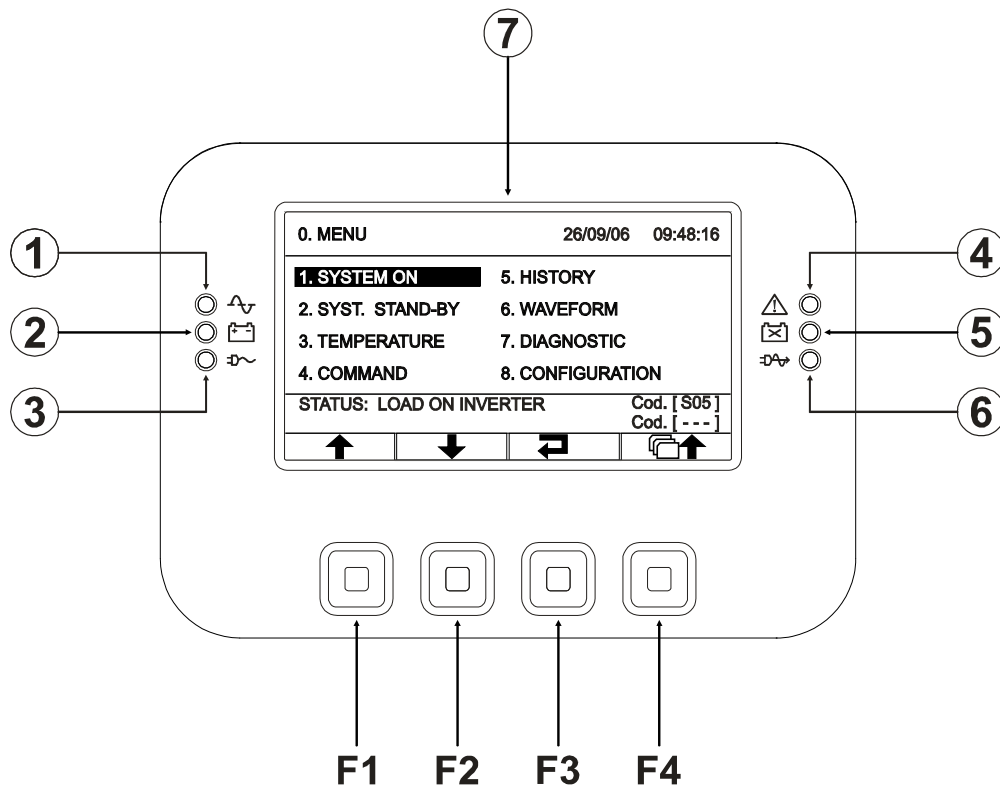 7
0. MENU 26/09/06 09:48:16
1. SYSTEM ON 5. HISTORY
2. SYST. STAND-BY 6. WAVEFORM
3. TEMPERATURE 7. DIAGNOSTIC
4. COMMAND 8. CONFIGURATION
STATUS: LOAD ON INVERTER Cod. [ S05 ]
Cod. [ - - - ]
1
2
3
4
5
6
F1 F2 F3 F4